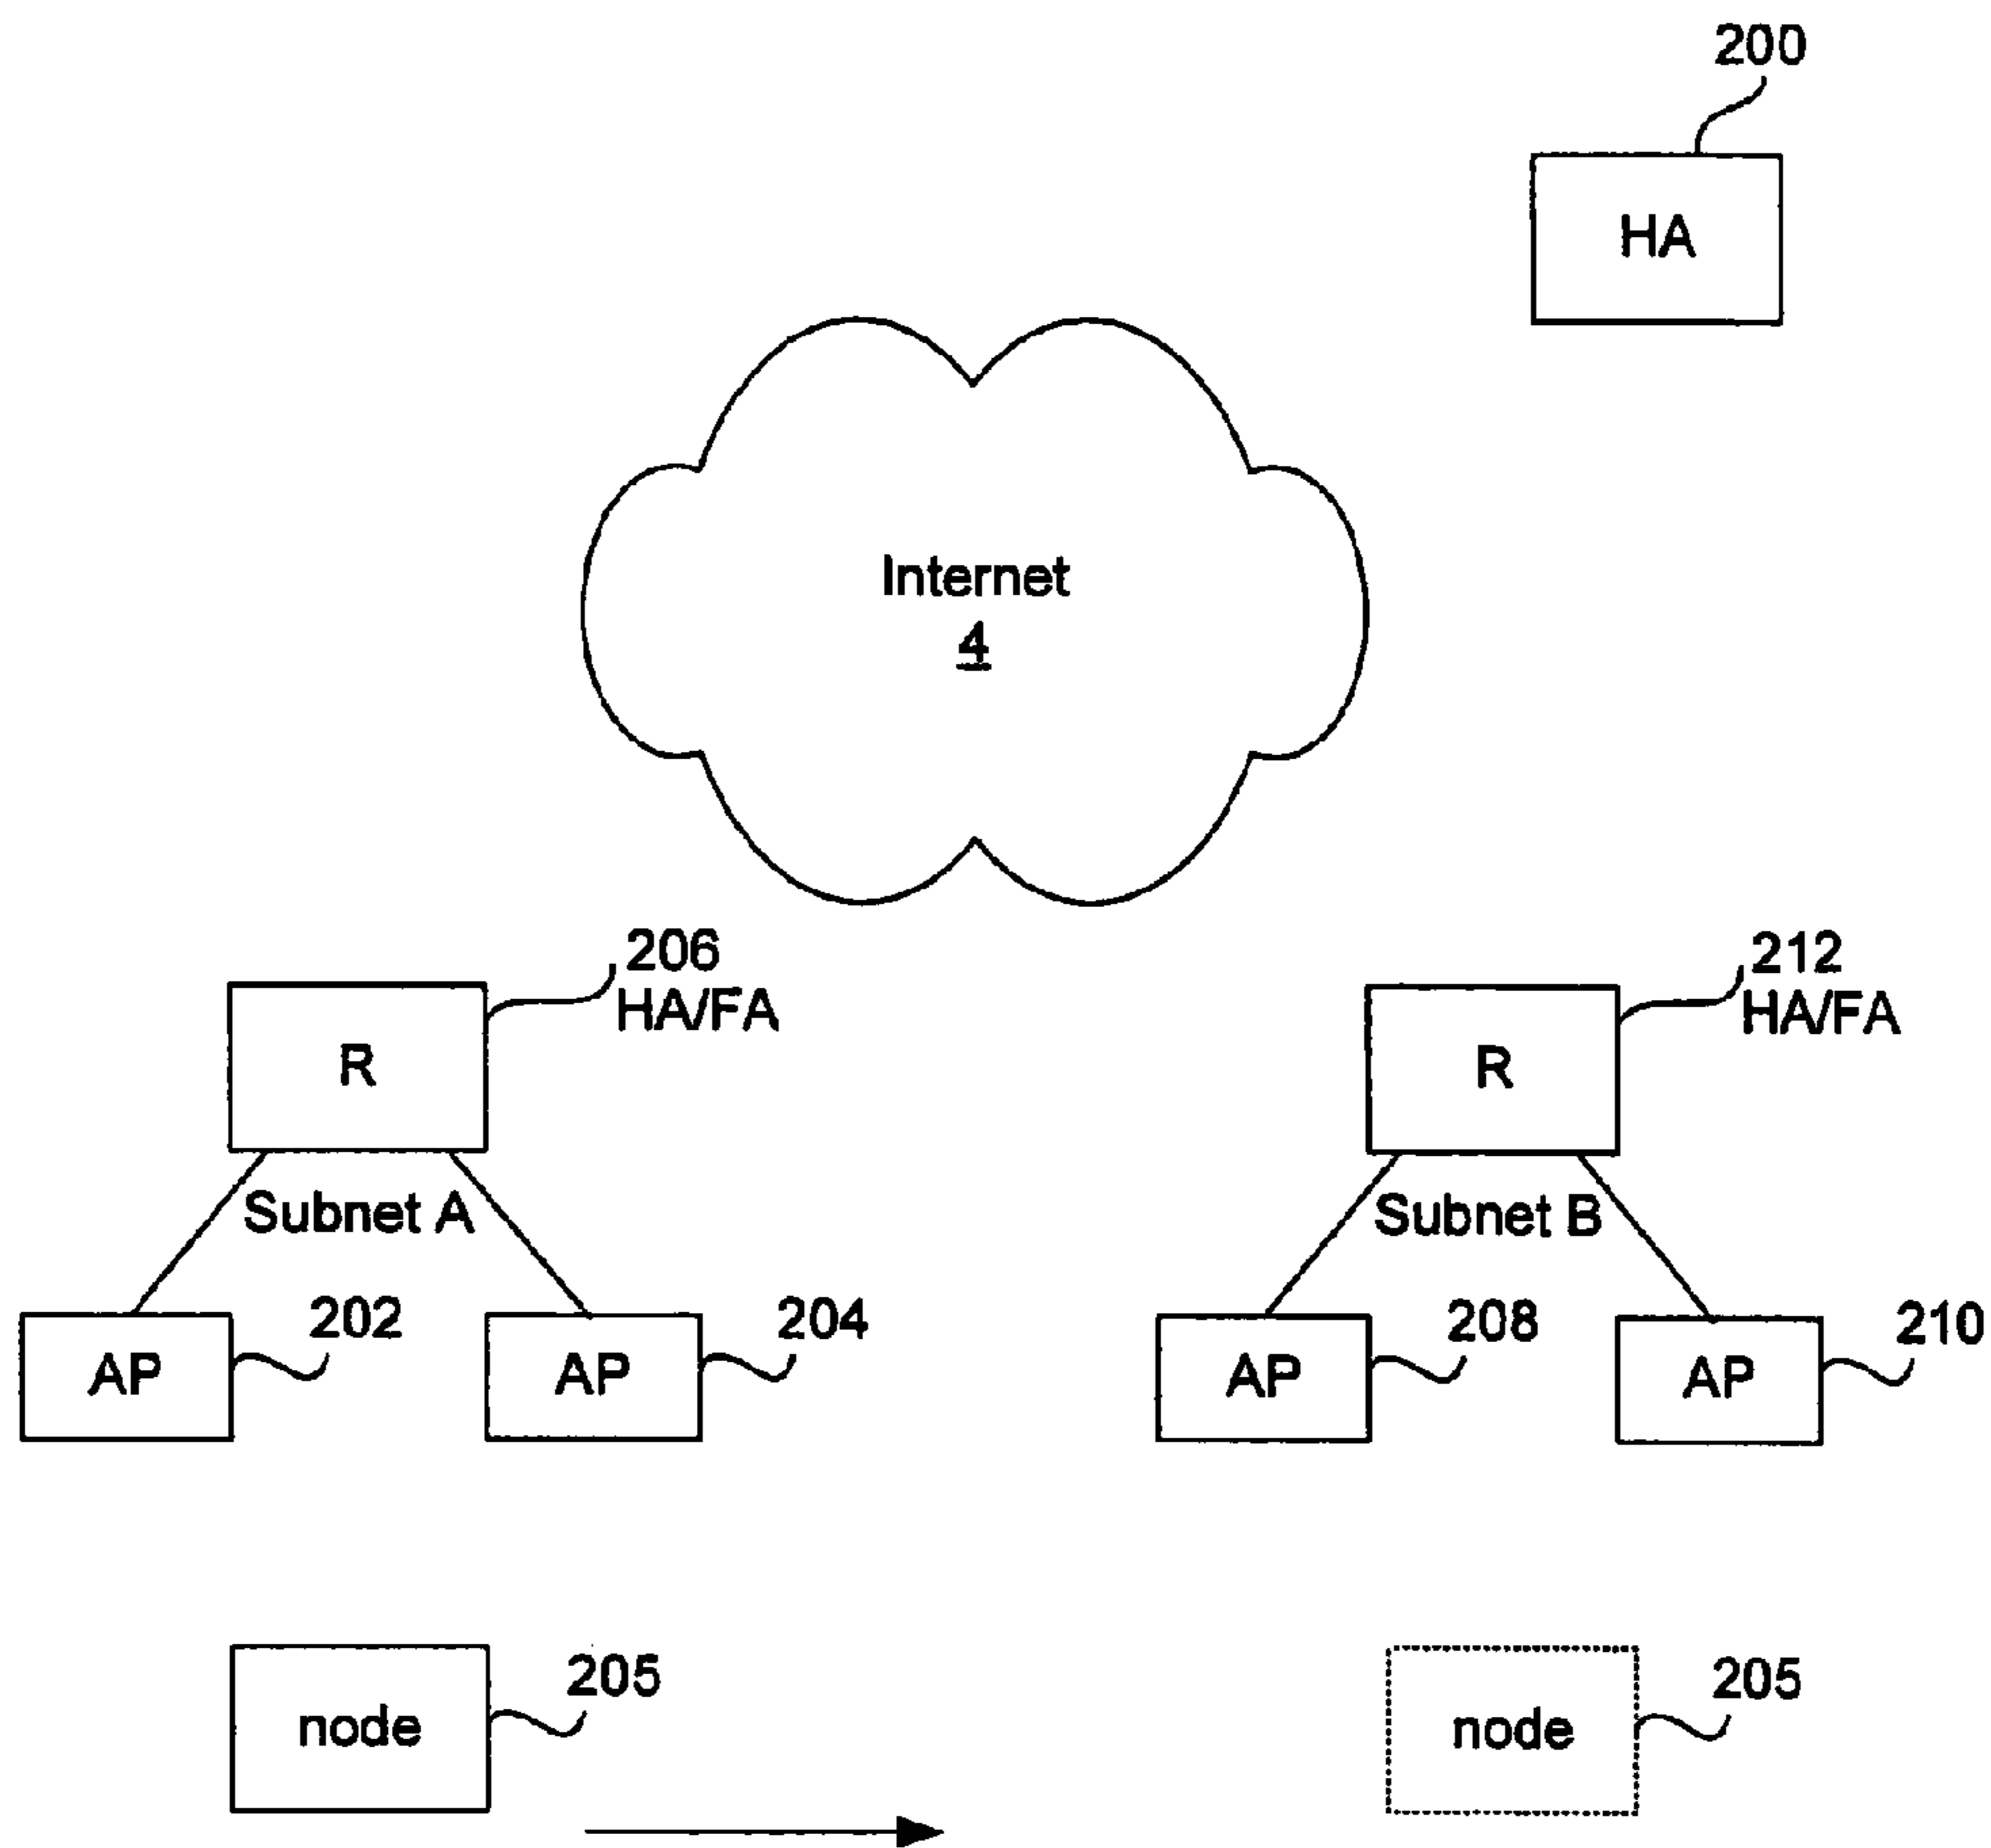 200
HA
Internet
4
206
HA/FA
R
212
HA/FA
R
Subnet A
Subnet B
202
AP
204
AP
208
AP
210
AP
node
205
node
205